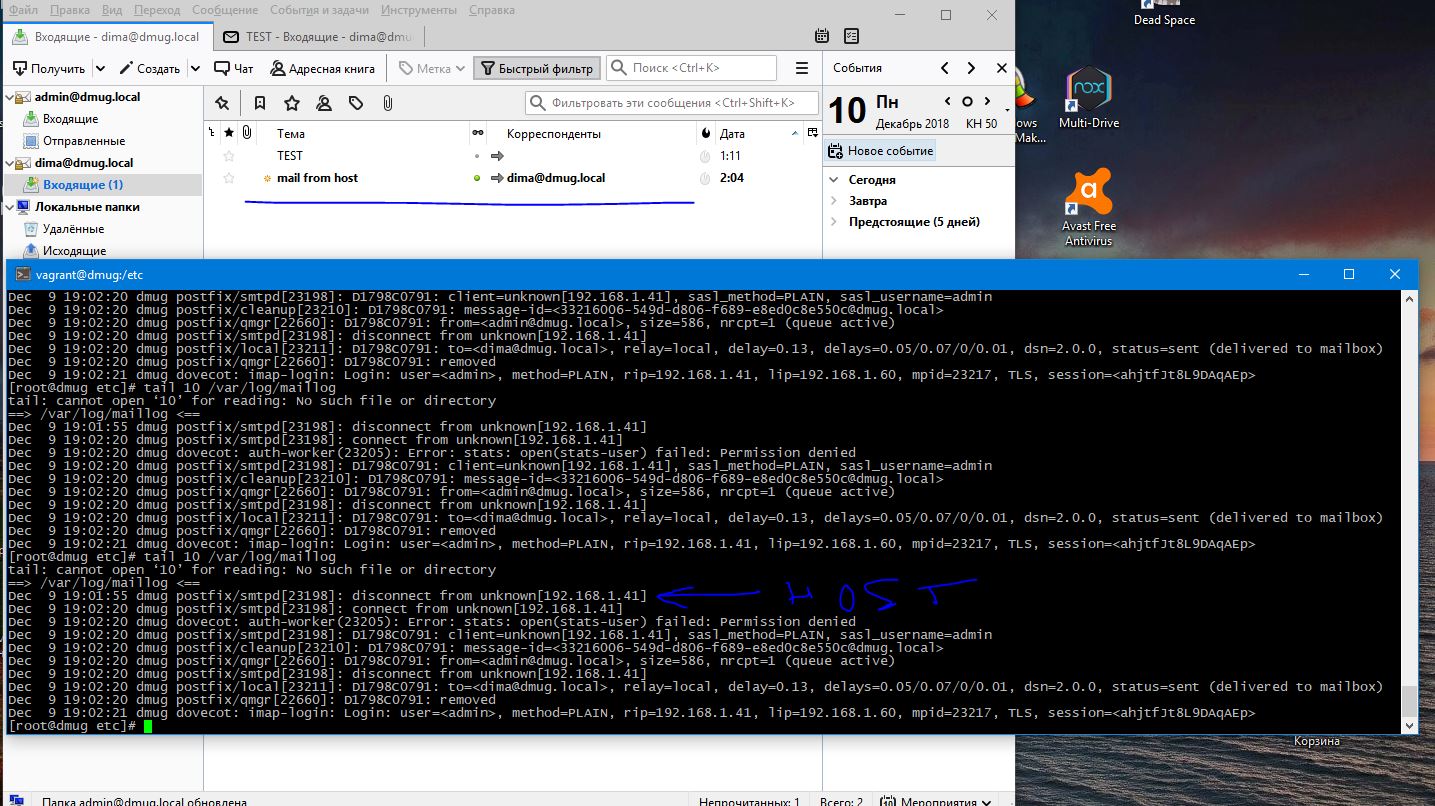 Файл Правка Вид Переход Сообщение События и задачи Инструменты Справка
Входящие - dima@dmug.local
TEST - Входящие - dima@dmu
Получить Создать Чат Адресная книга Метка Быстрый фильтр Поиск <Ctrl+K>
Фильтровать эти сообщения <Ctrl+Shift+K>
admin@dmug.local
Входящие
Отправленные
dima@dmug.local
Входящие (1)
Локальные папки
Удалённые
Исходящие
Тема Корреспонденты Дата
TEST 1:11
mail from host dima@dmug.local 2:04
События
10 Пн
Декабрь 2018 КН 50
Новое событие
Сегодня
Завтра
Предстоящие (5 дней)
Dead Space
ows
Mak...
Multi-Drive
Avast Free
Antivirus
vagrant@dmug:/etc
Dec 9 19:02:20 dmug postfix/smtpd[23198]: D1798C0791: client=unknown[192.168.1.41], sasl_method=PLAIN, sasl_username=admin
Dec 9 19:02:20 dmug postfix/cleanup[23210]: D1798C0791: message-id=<33216006-549d-d806-f689-e8ed0c8e550c@dmug.local>
Dec 9 19:02:20 dmug postfix/qmgr[22660]: D1798C0791: from=<admin@dmug.local>, size=586, nrcpt=1 (queue active)
Dec 9 19:02:20 dmug postfix/smtpd[23198]: disconnect from unknown[192.168.1.41]
Dec 9 19:02:20 dmug postfix/local[23211]: D1798C0791: to=<dima@dmug.local>, relay=local, delay=0.13, delays=0.05/0.07/0/0.01, dsn=2.0.0, status=sent (delivered to mailbox)
Dec 9 19:02:20 dmug postfix/qmgr[22660]: D1798C0791: removed
Dec 9 19:02:21 dmug dovecot: imap-login: Login: user=<admin>, method=PLAIN, rip=192.168.1.41, lip=192.168.1.60, mpid=23217, TLS, session=<ahjtfJt8L9DAqAEp>
[root@dmug etc]# tail 10 /var/log/maillog
tail: cannot open ‘10’ for reading: No such file or directory
==> /var/log/maillog <==
Dec 9 19:01:55 dmug postfix/smtpd[23198]: disconnect from unknown[192.168.1.41]
Dec 9 19:02:20 dmug postfix/smtpd[23198]: connect from unknown[192.168.1.41]
Dec 9 19:02:20 dmug dovecot: auth-worker(23205): Error: stats: open(stats-user) failed: Permission denied
Dec 9 19:02:20 dmug postfix/smtpd[23198]: D1798C0791: client=unknown[192.168.1.41], sasl_method=PLAIN, sasl_username=admin
Dec 9 19:02:20 dmug postfix/cleanup[23210]: D1798C0791: message-id=<33216006-549d-d806-f689-e8ed0c8e550c@dmug.local>
Dec 9 19:02:20 dmug postfix/qmgr[22660]: D1798C0791: from=<admin@dmug.local>, size=586, nrcpt=1 (queue active)
Dec 9 19:02:20 dmug postfix/smtpd[23198]: disconnect from unknown[192.168.1.41]
Dec 9 19:02:20 dmug postfix/local[23211]: D1798C0791: to=<dima@dmug.local>, relay=local, delay=0.13, delays=0.05/0.07/0/0.01, dsn=2.0.0, status=sent (delivered to mailbox)
Dec 9 19:02:20 dmug postfix/qmgr[22660]: D1798C0791: removed
Dec 9 19:02:21 dmug dovecot: imap-login: Login: user=<admin>, method=PLAIN, rip=192.168.1.41, lip=192.168.1.60, mpid=23217, TLS, session=<ahjtfJt8L9DAqAEp>
[root@dmug etc]# tail 10 /var/log/maillog
tail: cannot open ‘10’ for reading: No such file or directory
==> /var/log/maillog <==
Dec 9 19:01:55 dmug postfix/smtpd[23198]: disconnect from unknown[192.168.1.41] HOST
Dec 9 19:02:20 dmug postfix/smtpd[23198]: connect from unknown[192.168.1.41]
Dec 9 19:02:20 dmug dovecot: auth-worker(23205): Error: stats: open(stats-user) failed: Permission denied
Dec 9 19:02:20 dmug postfix/smtpd[23198]: D1798C0791: client=unknown[192.168.1.41], sasl_method=PLAIN, sasl_username=admin
Dec 9 19:02:20 dmug postfix/cleanup[23210]: D1798C0791: message-id=<33216006-549d-d806-f689-e8ed0c8e550c@dmug.local>
Dec 9 19:02:20 dmug postfix/qmgr[22660]: D1798C0791: from=<admin@dmug.local>, size=586, nrcpt=1 (queue active)
Dec 9 19:02:20 dmug postfix/smtpd[23198]: disconnect from unknown[192.168.1.41]
Dec 9 19:02:20 dmug postfix/local[23211]: D1798C0791: to=<dima@dmug.local>, relay=local, delay=0.13, delays=0.05/0.07/0/0.01, dsn=2.0.0, status=sent (delivered to mailbox)
Dec 9 19:02:20 dmug postfix/qmgr[22660]: D1798C0791: removed
Dec 9 19:02:21 dmug dovecot: imap-login: Login: user=<admin>, method=PLAIN, rip=192.168.1.41, lip=192.168.1.60, mpid=23217, TLS, session=<ahjtfJt8L9DAqAEp>
[root@dmug etc]#
Корзина
Папка admin@dmug.local обновлена Непрочитанных: 1 Всего: 2 Мероприятия